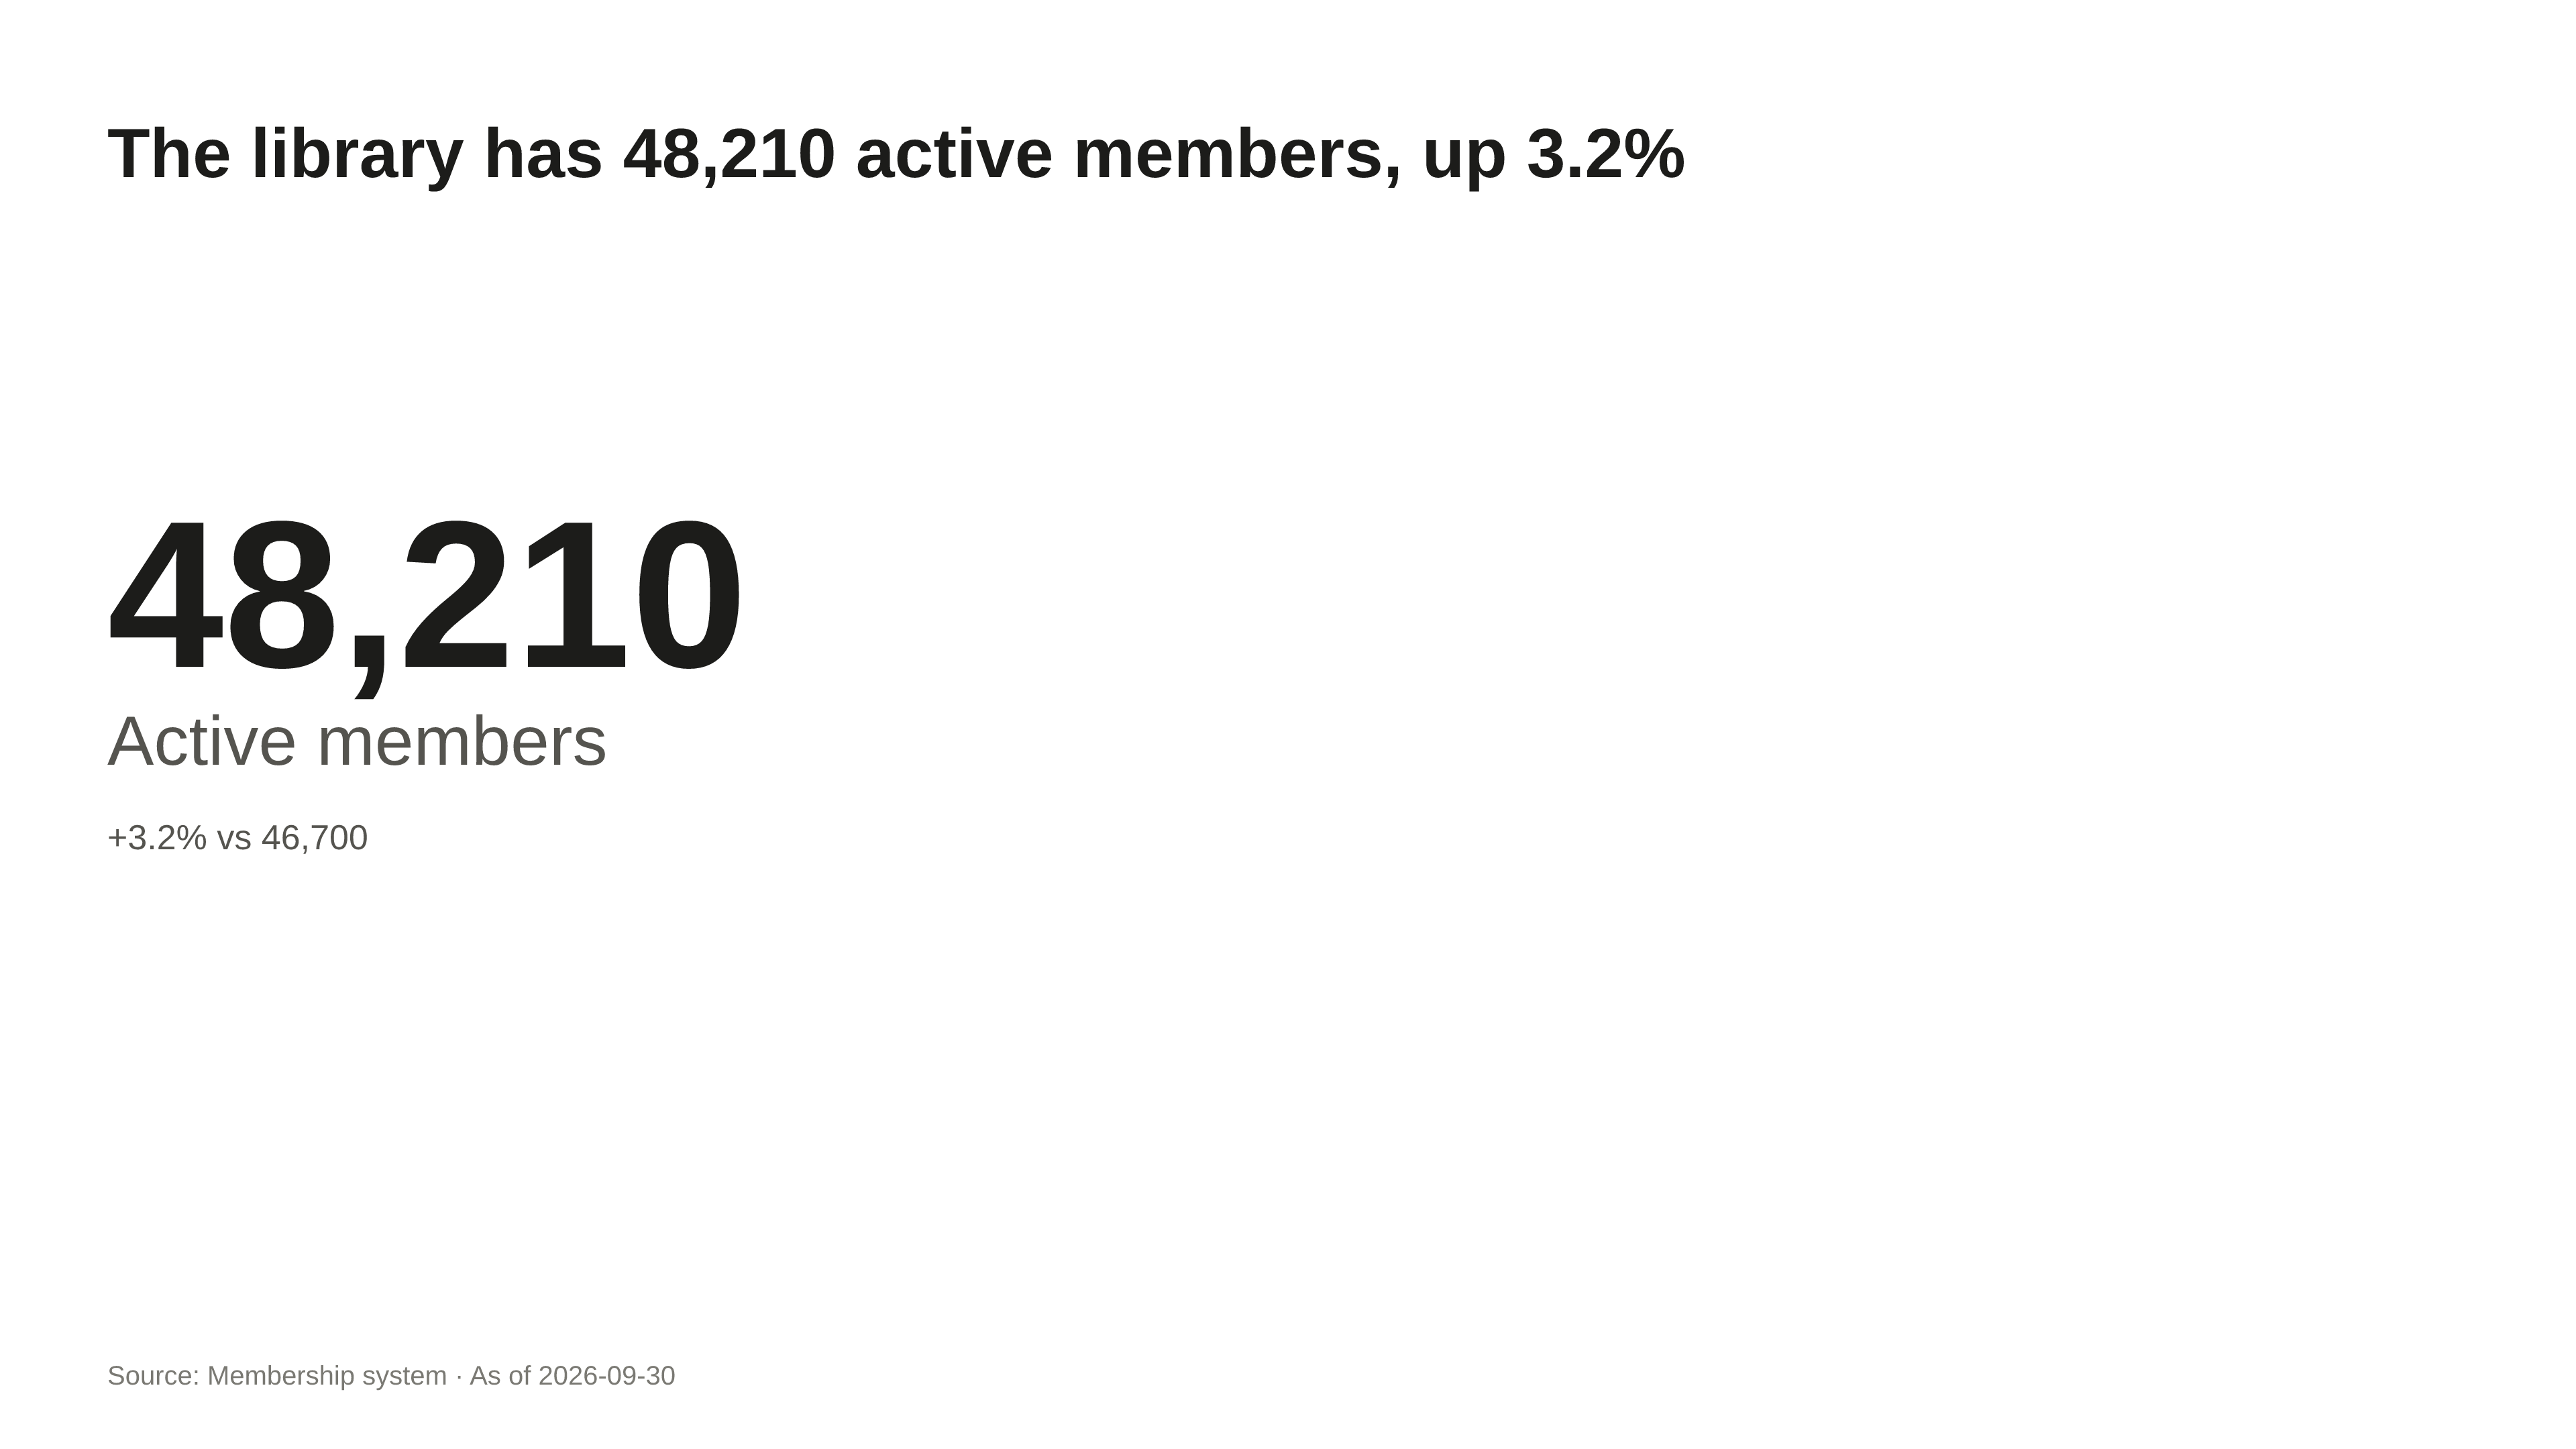 The library has 48,210 active members, up 3.2%
48,210
Active members
+3.2% vs 46,700
Source: Membership system · As of 2026-09-30